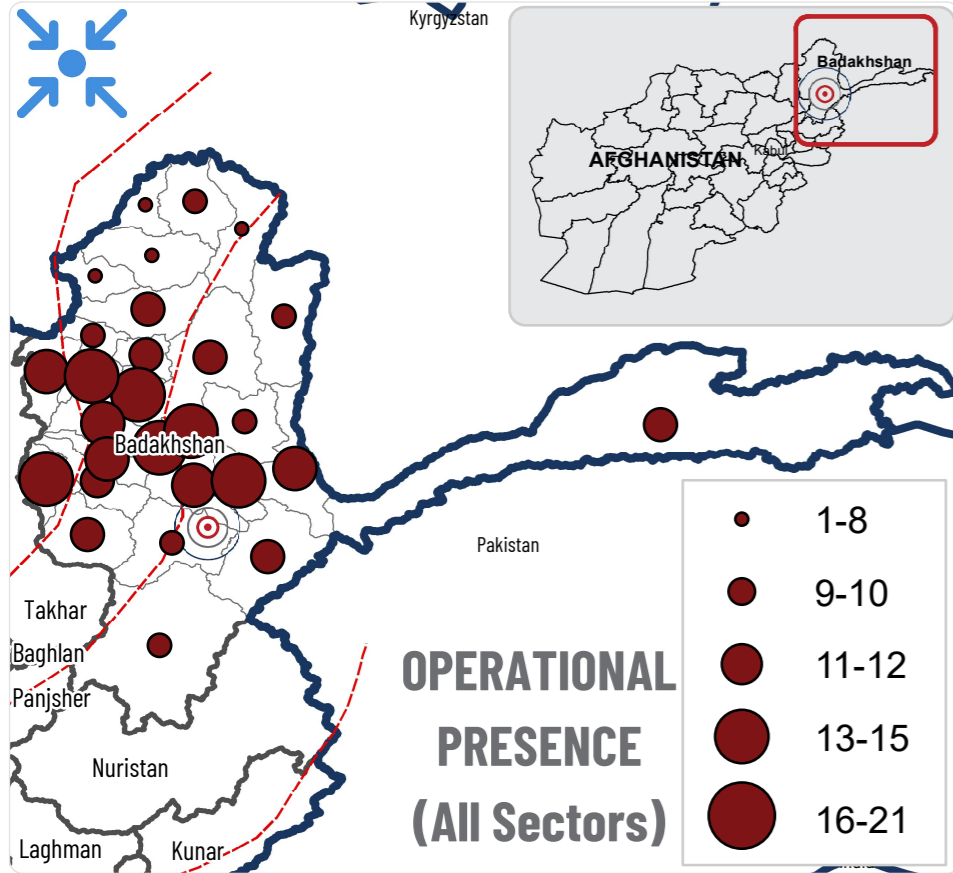 Kyrgyzstan
Badakhshan
AFGHANISTAN
Kabul
Badakhshan
Pakistan
Takhar
Baghlan
Panjsher
Nuristan
Laghman
Kunar
OPERATIONAL
PRESENCE
(All Sectors)
1-8
9-10
11-12
13-15
16-21